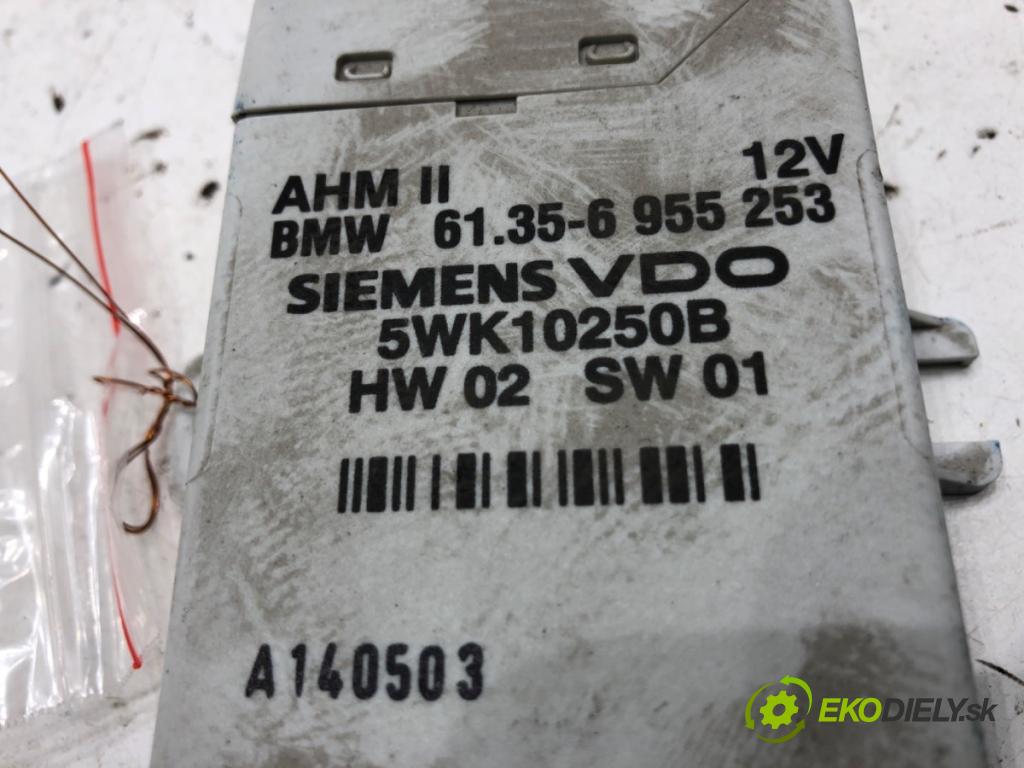 AHM II 12V
BMW 61.35-6 955 253
SIEMENS VDO
5WK10250B
HW 02 SW 01
A140503
EKODIELY.sk